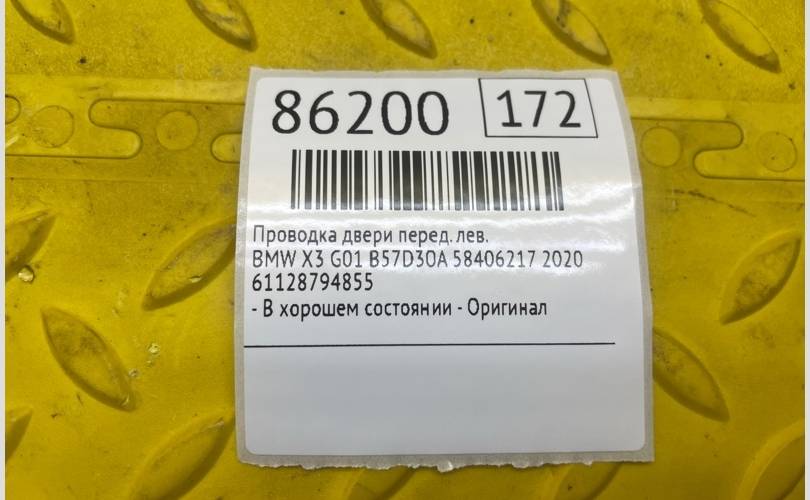 86200 172
Проводка двери перед. лев.
BMW X3 G01 B57D30A 58406217 2020
61128794855
- В хорошем состоянии - Оригинал